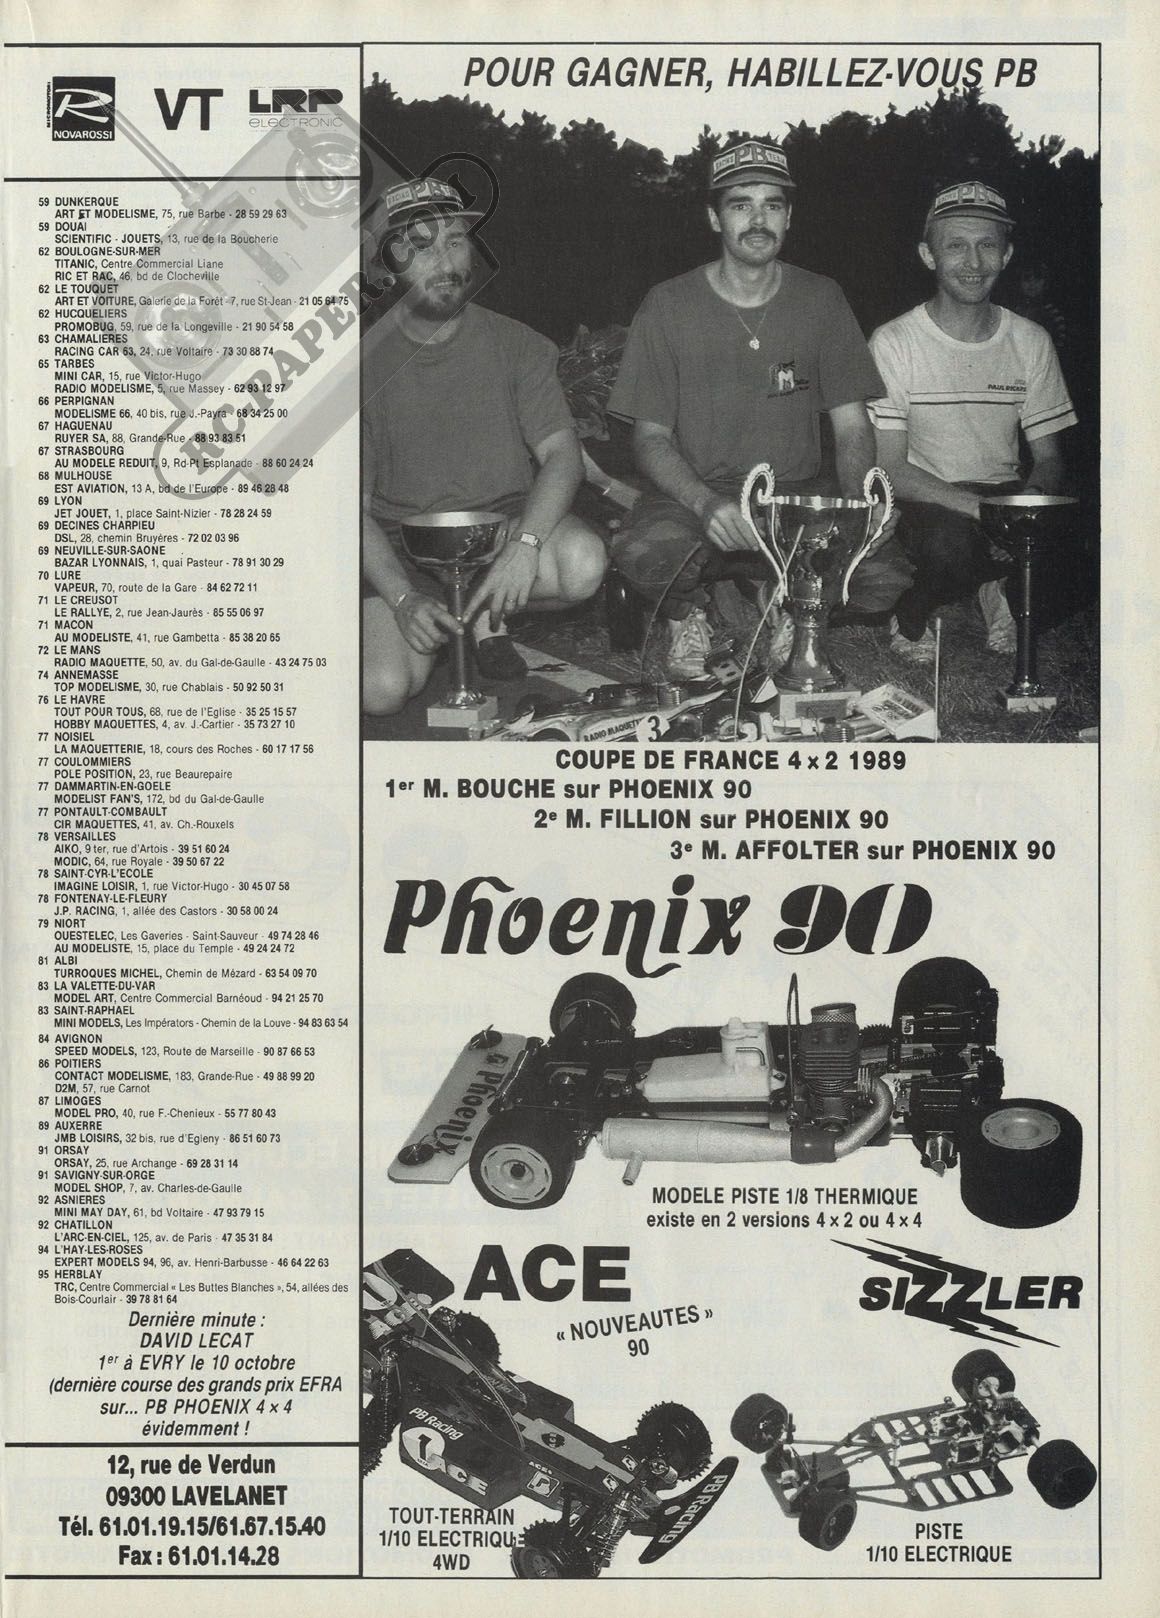 MICROMOTORI
R
NOVAROSSI
VT
LRP
ELECTRONIC
59 DUNKERQUE
ART ET MODELISME, 75, rue Barbe - 28 59 29 63
59 DOUAI
SCIENTIFIC - JOUETS, 13, rue de la Boucherie
62 BOULOGNE-SUR-MER
TITANIC, Centre Commercial Liane
RIC ET RAC, 46, bd de Clocheville
62 LE TOUQUET
ART ET VOITURE, Galerie de la Forêt - 7, rue St-Jean - 21 05 64 75
62 HUCQUELIERS
PROMOBUG, 59, rue de la Longeville - 21 90 54 58
63 CHAMALIERES
RACING CAR 63, 24, rue Voltaire - 73 30 88 74
65 TARBES
MINI CAR, 15, rue Victor-Hugo
RADIO MODELISME, 5, rue Massey - 62 93 12 97
66 PERPIGNAN
MODELISME 66, 40 bis, rue J.-Payra - 68 34 25 00
67 HAGUENAU
RUYER SA, 88, Grande-Rue - 88 93 83 51
67 STRASBOURG
AU MODELE REDUIT, 9, Rd-Pt Esplanade - 88 60 24 24
68 MULHOUSE
EST AVIATION, 13 A, bd de l'Europe - 89 46 28 48
69 LYON
JET JOUET, 1, place Saint-Nizier - 78 28 24 59
69 DECINES CHARPIEU
DSL, 28, chemin Bruyères - 72 02 03 96
69 NEUVILLE-SUR-SAONE
BAZAR LYONNAIS, 1, quai Pasteur - 78 91 30 29
70 LURE
VAPEUR, 70, route de la Gare - 84 62 72 11
71 LE CREUSOT
LE RALLYE, 2, rue Jean-Jaurès - 85 55 06 97
71 MACON
AU MODELISTE, 41, rue Gambetta - 85 38 20 65
72 LE MANS
RADIO MAQUETTE, 50, av. du Gal-de-Gaulle - 43 24 75 03
74 ANNEMASSE
TOP MODELISME, 30, rue Chablais - 50 92 50 31
76 LE HAVRE
TOUT POUR TOUS, 68, rue de l'Eglise - 35 25 15 57
HOBBY MAQUETTES, 4, av. J.-Cartier - 35 73 27 10
77 NOISIEL
LA MAQUETTERIE, 18, cours des Roches - 60 17 17 56
77 COULOMMIERS
POLE POSITION, 23, rue Beaurepaire
77 DAMMARTIN-EN-GOELE
MODELIST FAN'S, 172, bd du Gal-de-Gaulle
77 PONTAULT-COMBAULT
CIR MAQUETTES, 41, av. Ch.-Rouxels
78 VERSAILLES
AIKO, 9 ter, rue d'Artois - 39 51 60 24
MODIC, 64, rue Royale - 39 50 67 22
78 SAINT-CYR-L'ECOLE
IMAGINE LOISIR, 1, rue Victor-Hugo - 30 45 07 58
78 FONTENAY-LE-FLEURY
J.P. RACING, 1, allée des Castors - 30 58 00 24
79 NIORT
OUESTELEC, Les Gaveries - Saint-Sauveur - 49 74 28 46
AU MODELISTE, 15, place du Temple - 49 24 24 72
81 ALBI
TURROQUES MICHEL, Chemin de Mézard - 63 54 09 70
83 LA VALETTE-DU-VAR
MODEL ART, Centre Commercial Barnéoud - 94 21 25 70
83 SAINT-RAPHAEL
MINI MODELS, Les Impérators - Chemin de la Louve - 94 83 63 54
84 AVIGNON
SPEED MODELS, 123, Route de Marseille - 90 87 66 53
86 POITIERS
CONTACT MODELISME, 183, Grande-Rue - 49 88 99 20
D2M, 57, rue Carnot
87 LIMOGES
MODEL PRO, 40, rue F.-Chenieux - 55 77 80 43
89 AUXERRE
JMB LOISIRS, 32 bis, rue d'Egleny - 86 51 60 73
91 ORSAY
ORSAY, 25, rue Archange - 69 28 31 14
91 SAVIGNY-SUR-ORGE
MODEL SHOP, 7, av. Charles-de-Gaulle
92 ASNIERES
MINI MAY DAY, 61, bd Voltaire - 47 93 79 15
92 CHATILLON
L'ARC-EN-CIEL, 125, av. de Paris - 47 35 31 84
94 L'HAY-LES-ROSES
EXPERT MODELS 94, 96, av. Henri-Barbusse - 46 64 22 63
95 HERBLAY
TRC, Centre Commercial « Les Buttes Blanches », 54, allées des
Bois-Courlair - 39 78 81 64
Dernière minute :
DAVID LECAT
1er à EVRY le 10 octobre
(dernière course des grands prix EFRA
sur... PB PHOENIX 4 x 4
évidemment !
12, rue de Verdun
09300 LAVELANET
Tél. 61.01.19.15/61.67.15.40
Fax : 61.01.14.28
POUR GAGNER, HABILLEZ-VOUS PB
RACING PB TEAM
PAUL RICARD
RADIO MAQUETTE
3
RC-PAPER.COM
COUPE DE FRANCE 4 x 2 1989
1er M. BOUCHE sur PHOENIX 90
2e M. FILLION sur PHOENIX 90
3e M. AFFOLTER sur PHOENIX 90
Phoenix 90
Phoenix
MODELE PISTE 1/8 THERMIQUE
existe en 2 versions 4 x 2 ou 4 x 4
ACE
« NOUVEAUTES »
90
SIZZLER
PB Racing
1
ACE
ACE
PB Racing
TOUT-TERRAIN
1/10 ELECTRIQUE
4WD
PISTE
1/10 ELECTRIQUE